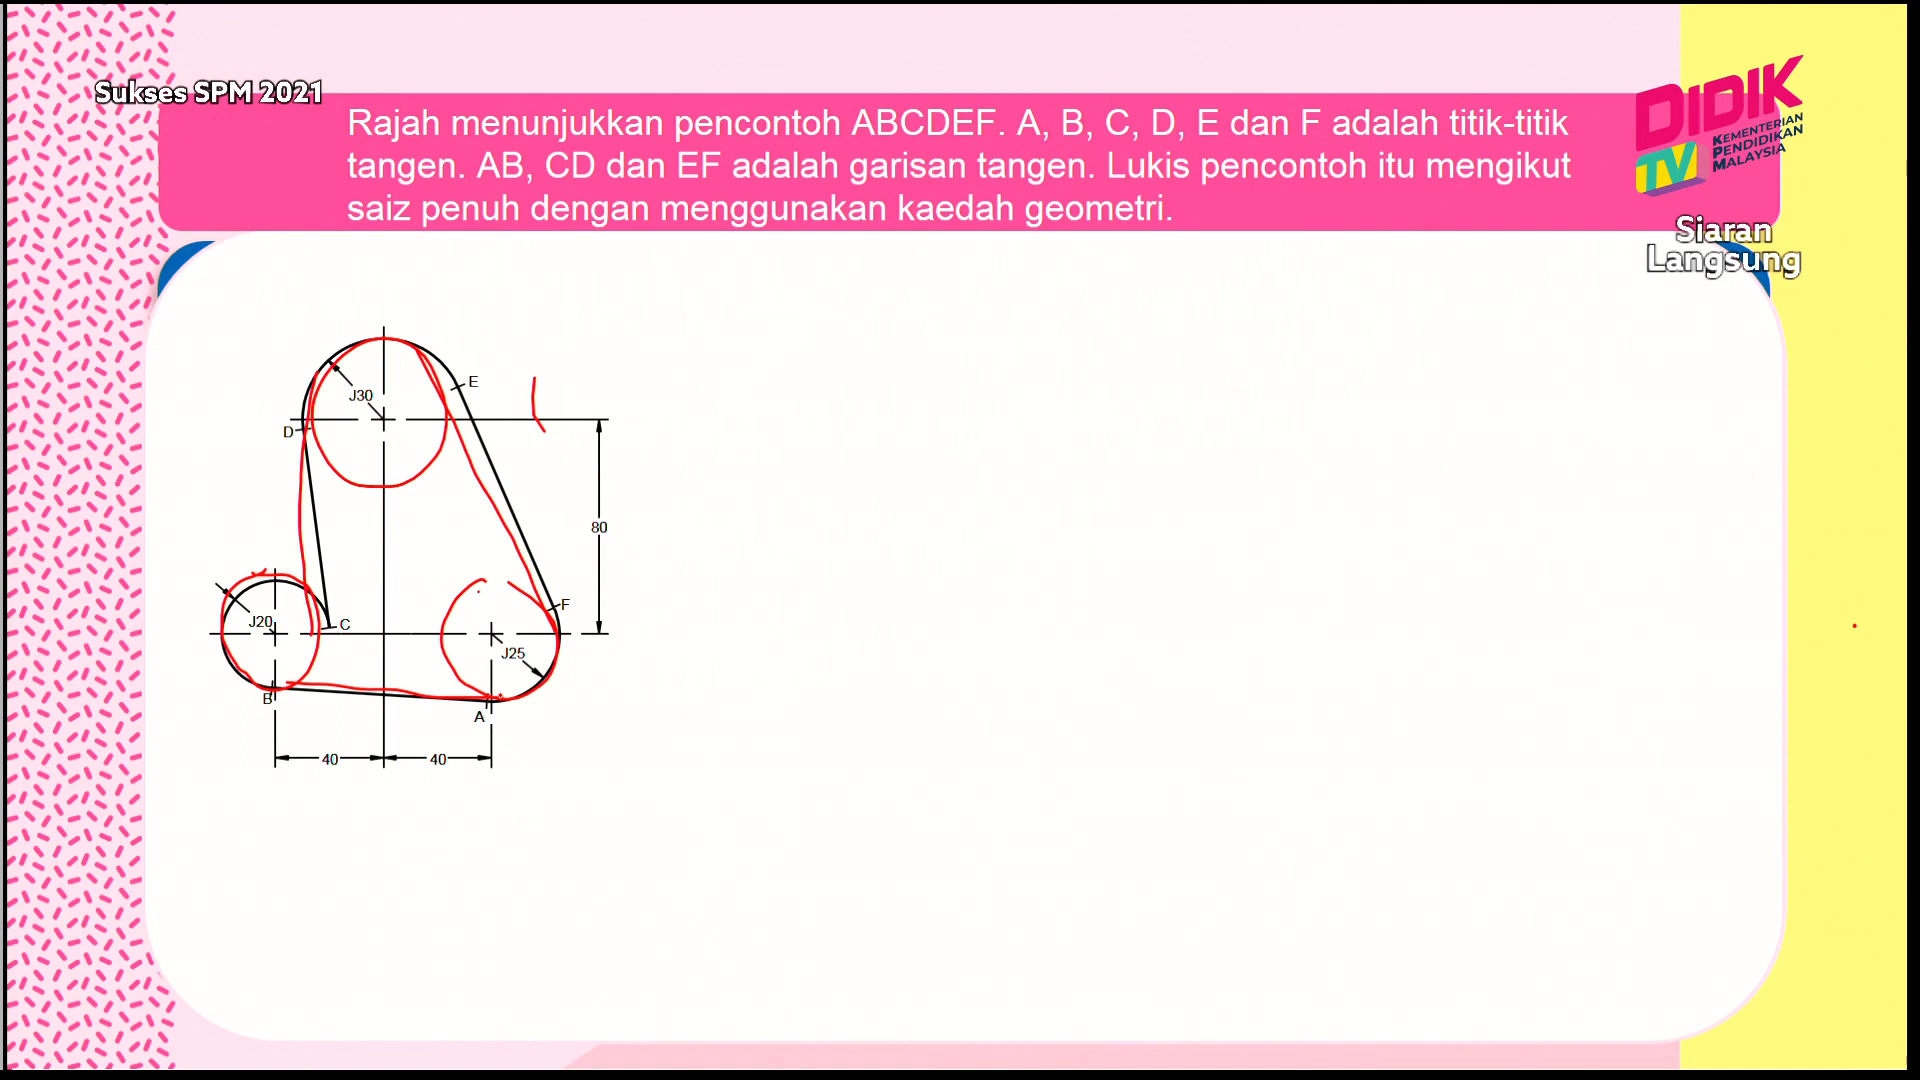 Sukses SPM 2021
Rajah menunjukkan pencontoh ABCDEF. A, B, C, D, E dan F adalah titik-titik
tangen. AB, CD dan EF adalah garisan tangen. Lukis pencontoh itu mengikut
saiz penuh dengan menggunakan kaedah geometri.
DIDIK
TV
KEMENTERIAN
PENDIDIKAN
MALAYSIA
Siaran
Langsung
E
J30
D
80
F
J20
C
J25
B
A
40
40